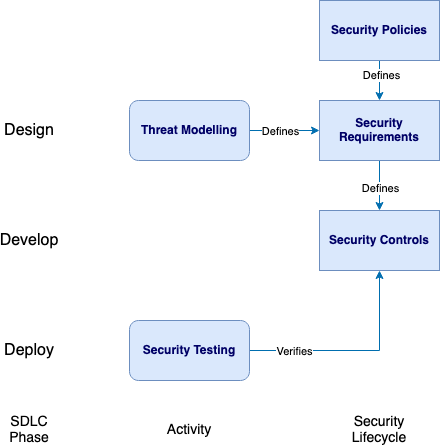 Security Policies
Defines
Design
Threat Modelling
Defines
Security
Requirements
Defines
Develop
Security Controls
Deploy
Security Testing
Verifies
SDLC
Phase
Activity
Security
Lifecycle